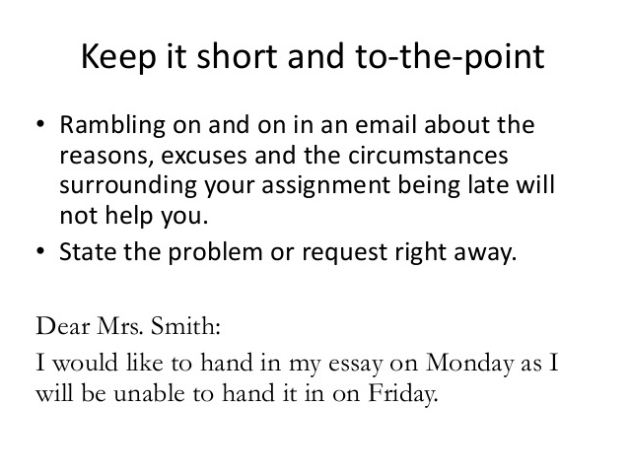 Keep it short and to-the-point
• Rambling on and on in an email about the
reasons, excuses and the circumstances
surrounding your assignment being late will
not help you.
• State the problem or request right away.
Dear Mrs. Smith:
I would like to hand in my essay on Monday as I
will be unable to hand it in on Friday.